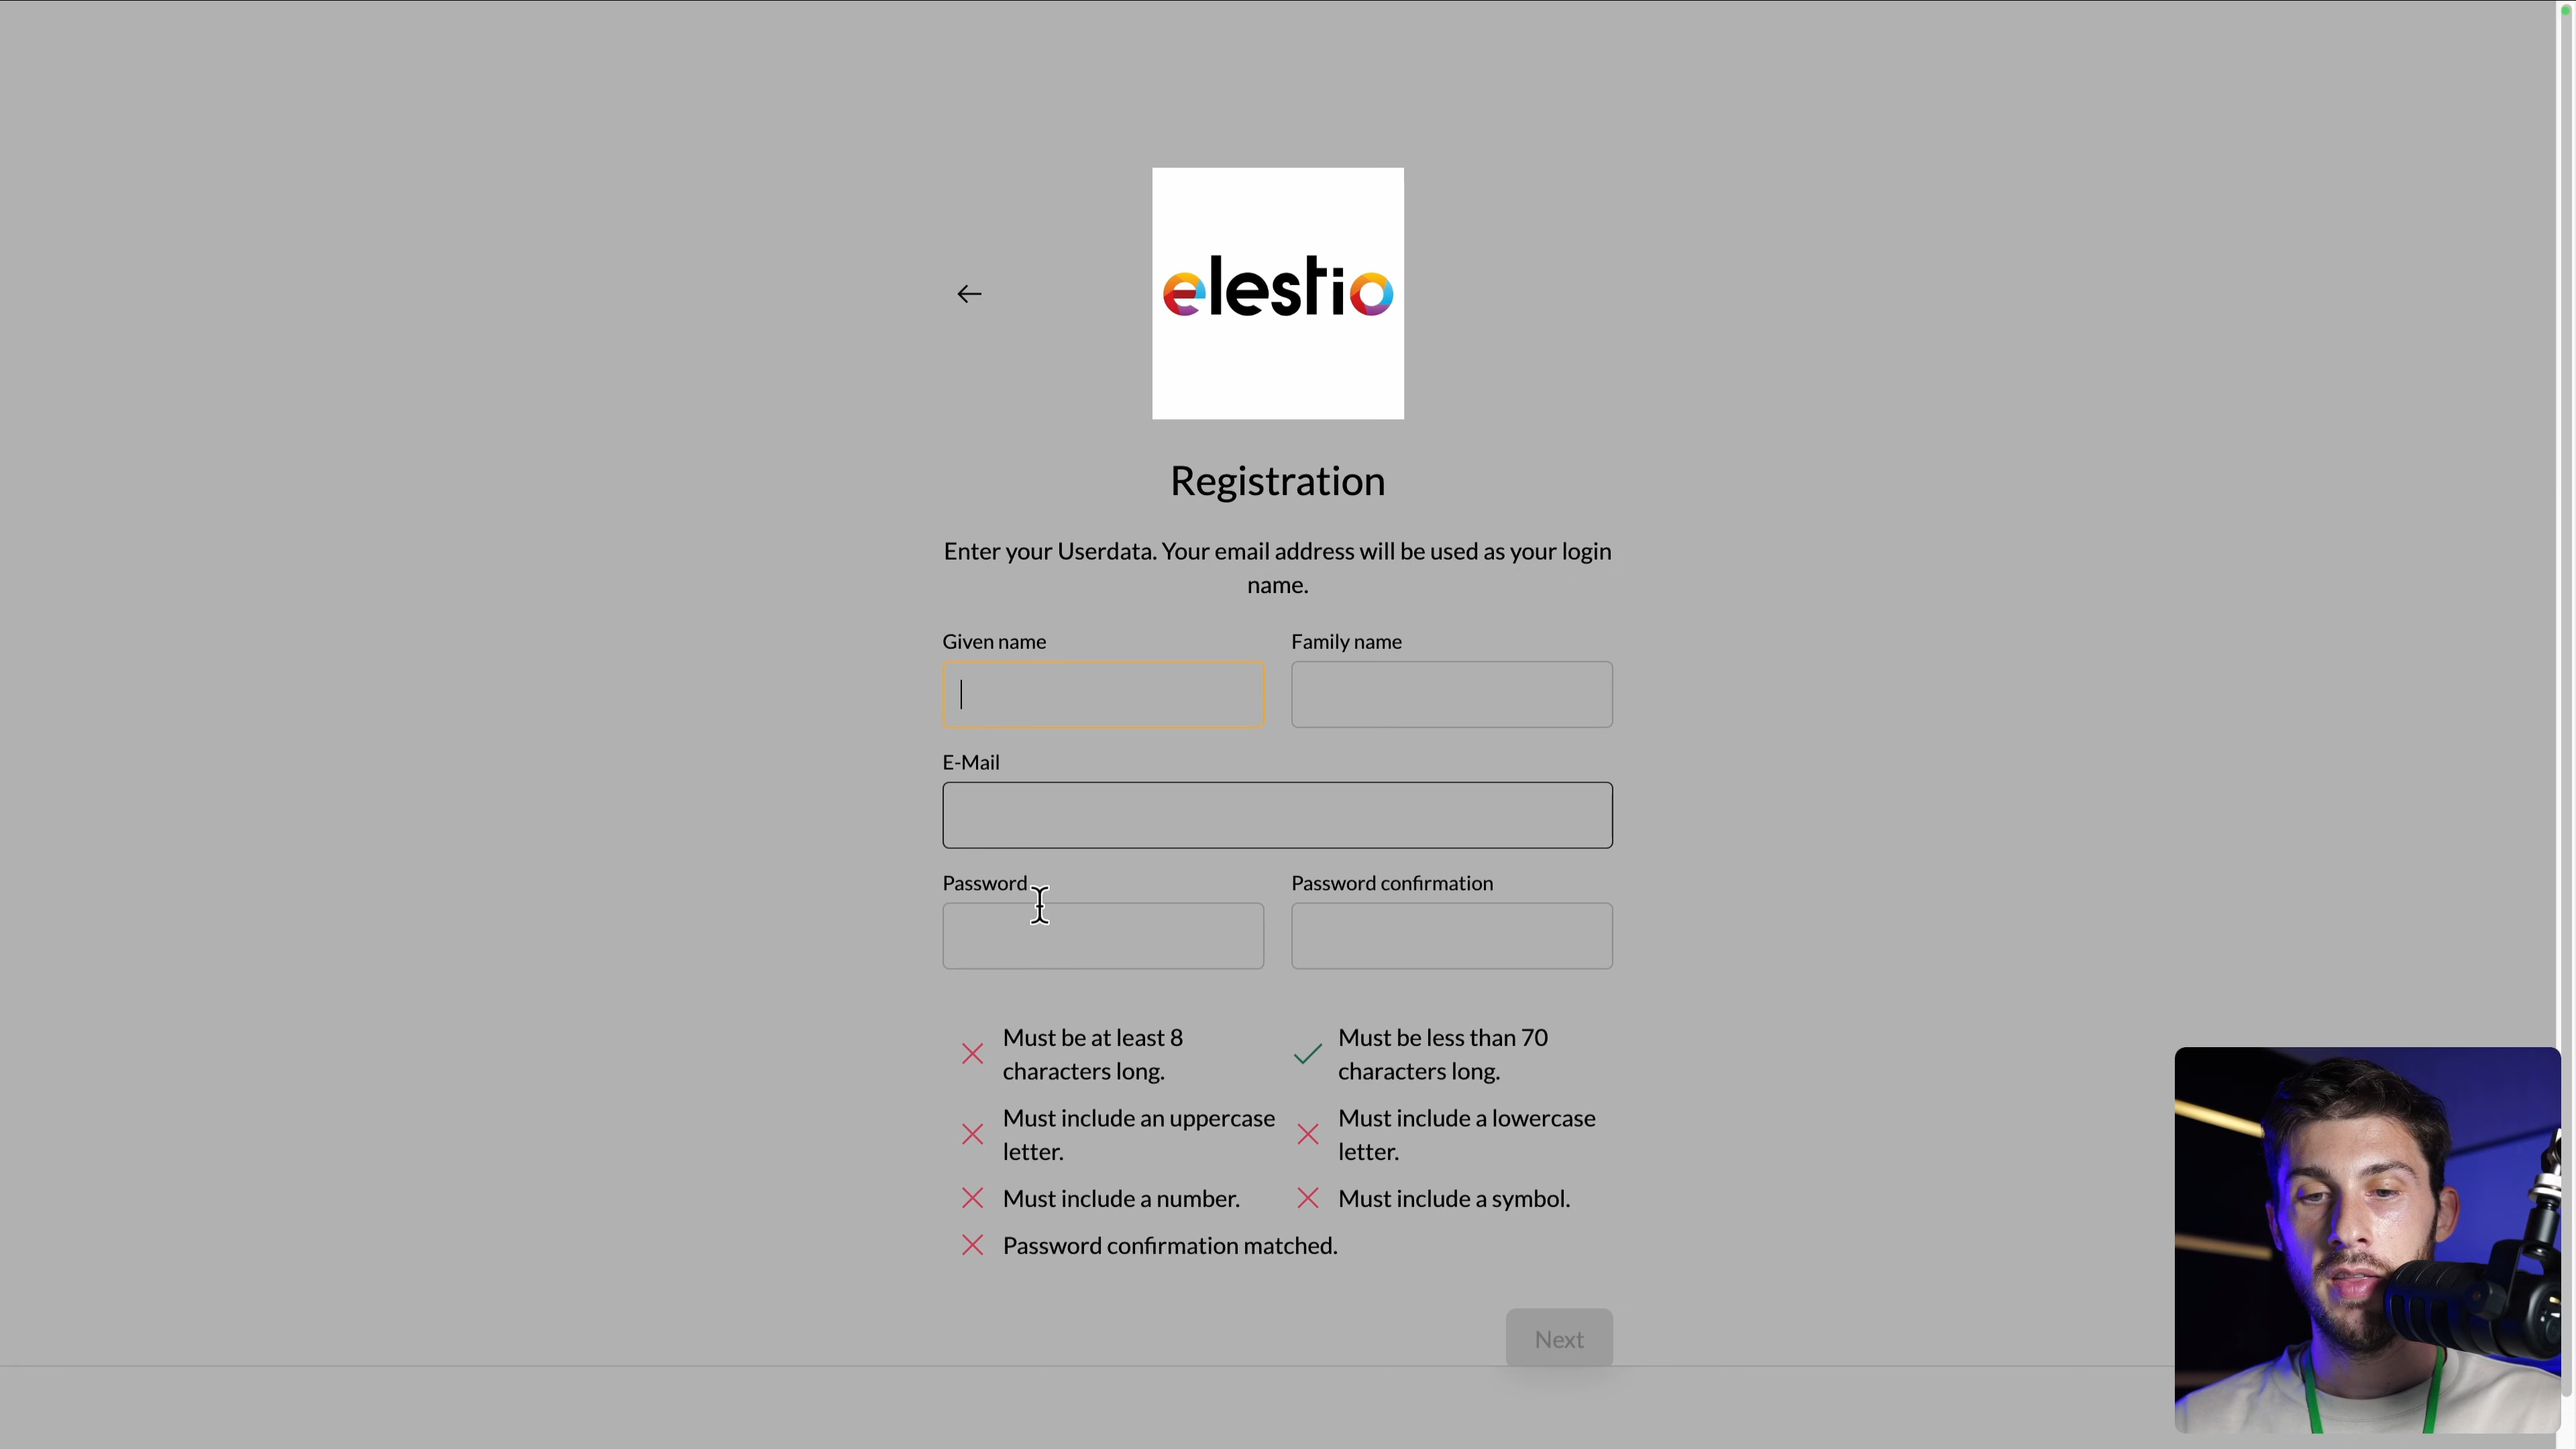 elestio
Registration
Enter your Userdata. Your email address will be used as your login
name.
Given name
Family name
E-Mail
Password
Password confirmation
Must be at least 8
characters long.
Must be less than 70
characters long.
Must include an uppercase
letter.
Must include a lowercase
letter.
Must include a number.
Must include a symbol.
Password confirmation matched.
Next